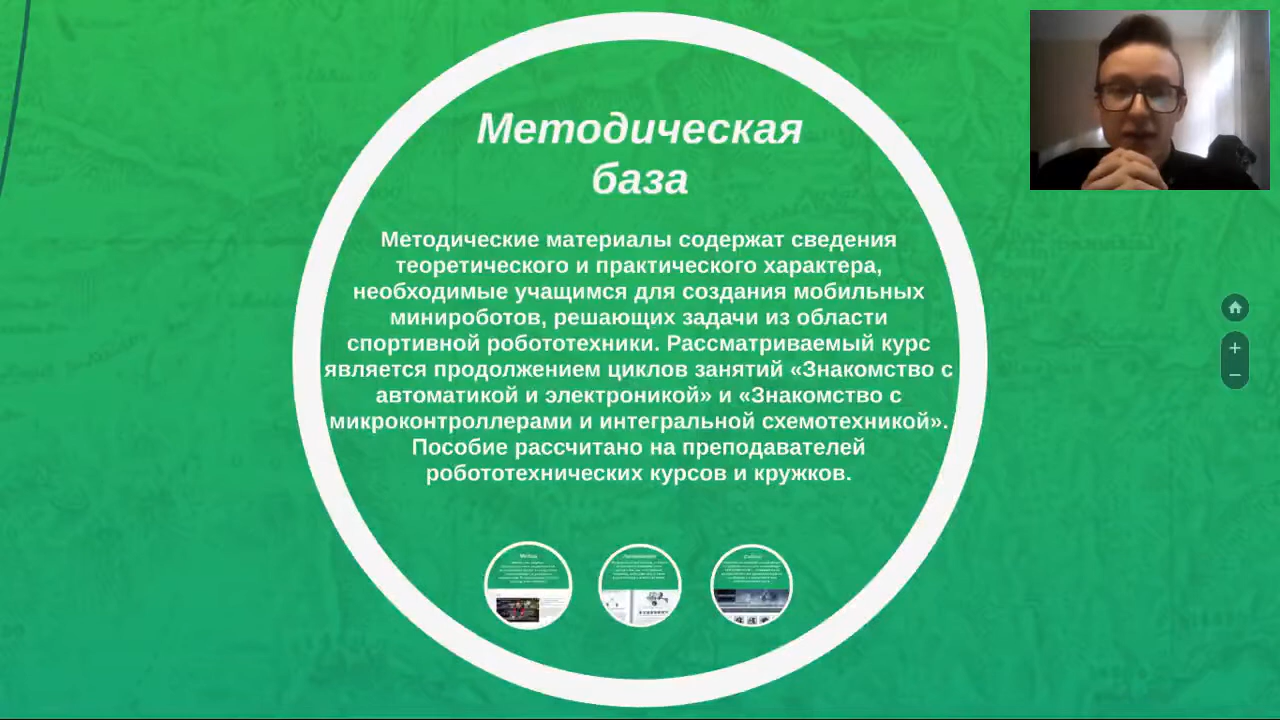 Методическая
база
Методические материалы содержат сведения
теоретического и практического характера,
необходимые учащимся для создания мобильных
минироботов, решающих задачи из области
спортивной робототехники. Рассматриваемый курс
является продолжением циклов занятий «Знакомство с
автоматикой и электроникой» и «Знакомство с
микроконтроллерами и интегральной схемотехникой».
Пособие рассчитано на преподавателей
робототехнических курсов и кружков.